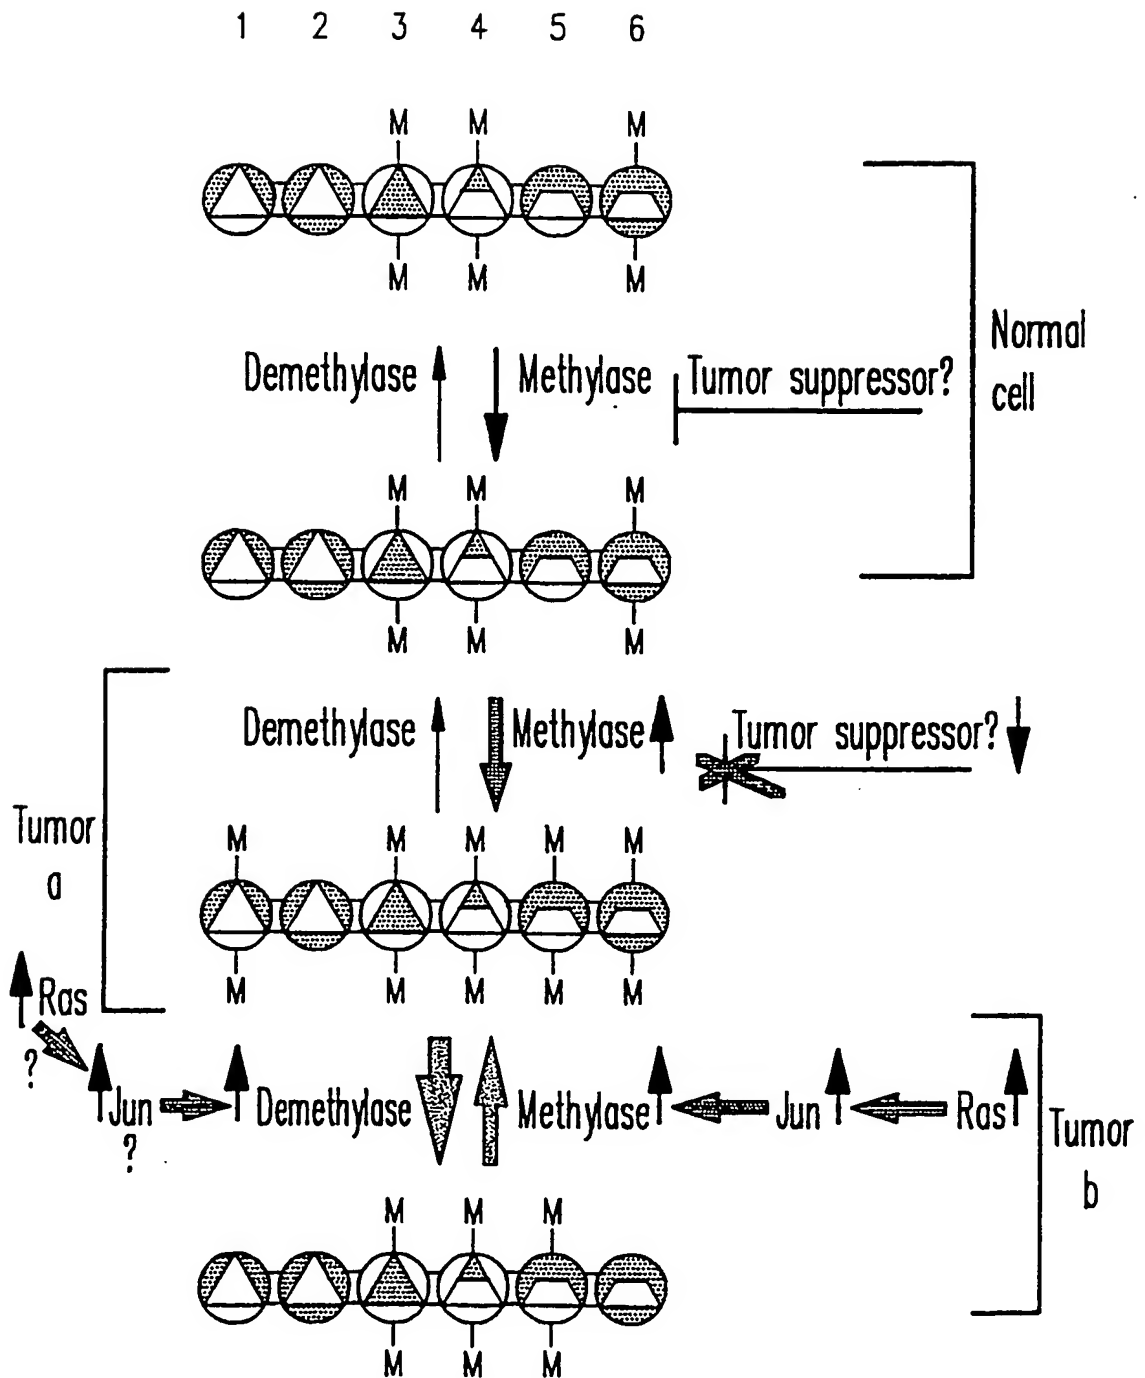 1 2 3 4 5 6
M M M
M M M
Demethylase Methylase Tumor suppressor?
Normal
cell
M M M
M M M
Demethylase Methylase Tumor suppressor?
Tumor
a
M M M M M
M M M M M
Ras
?
Jun Demethylase Methylase Jun Ras
?
Tumor
b
M M M
M M M